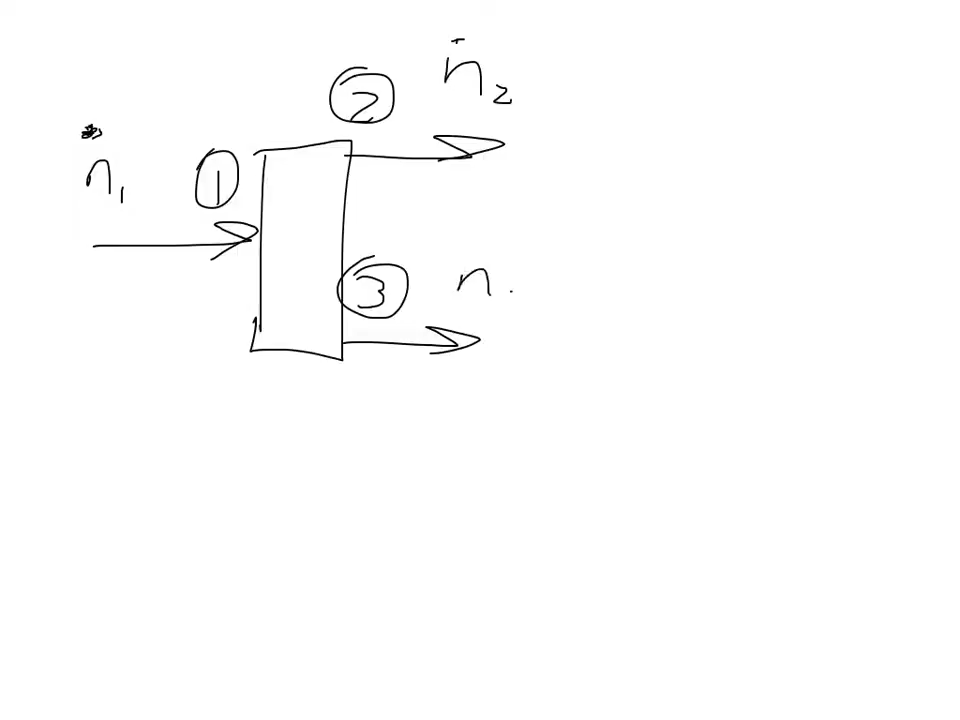 ṅ₂
②
ṅ₁
①
③
n.